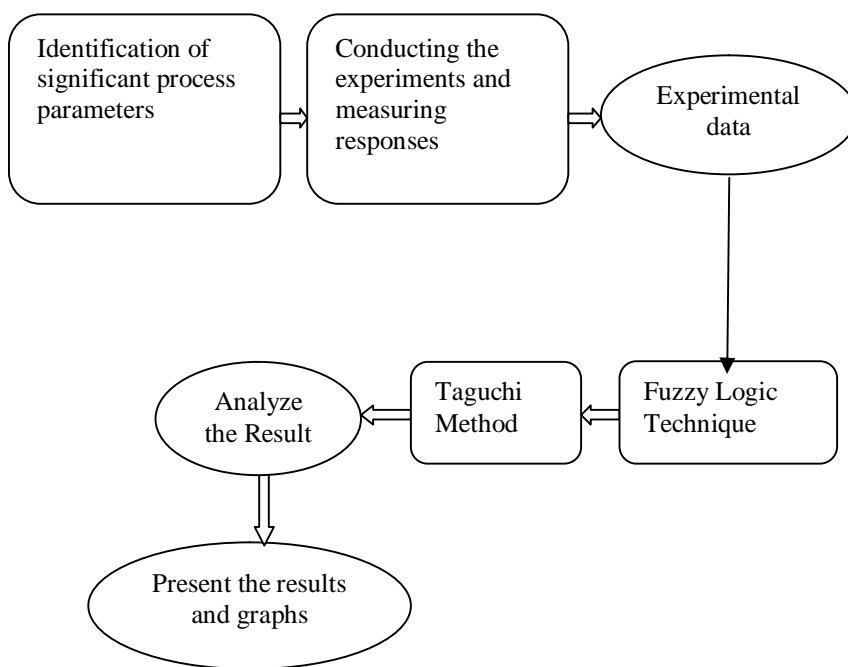 Identification of
significant process
parameters
Conducting the
experiments and
measuring
responses
Experimental
data
Fuzzy Logic
Technique
Taguchi
Method
Analyze
the Result
Present the results
and graphs